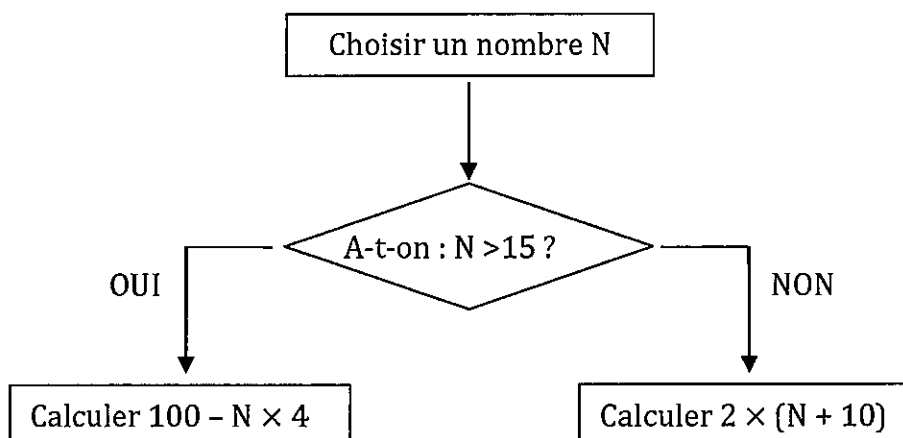 Choisir un nombre N
A-t-on : N >15 ?
OUI
NON
Calculer 100 – N × 4
Calculer 2 × (N + 10)